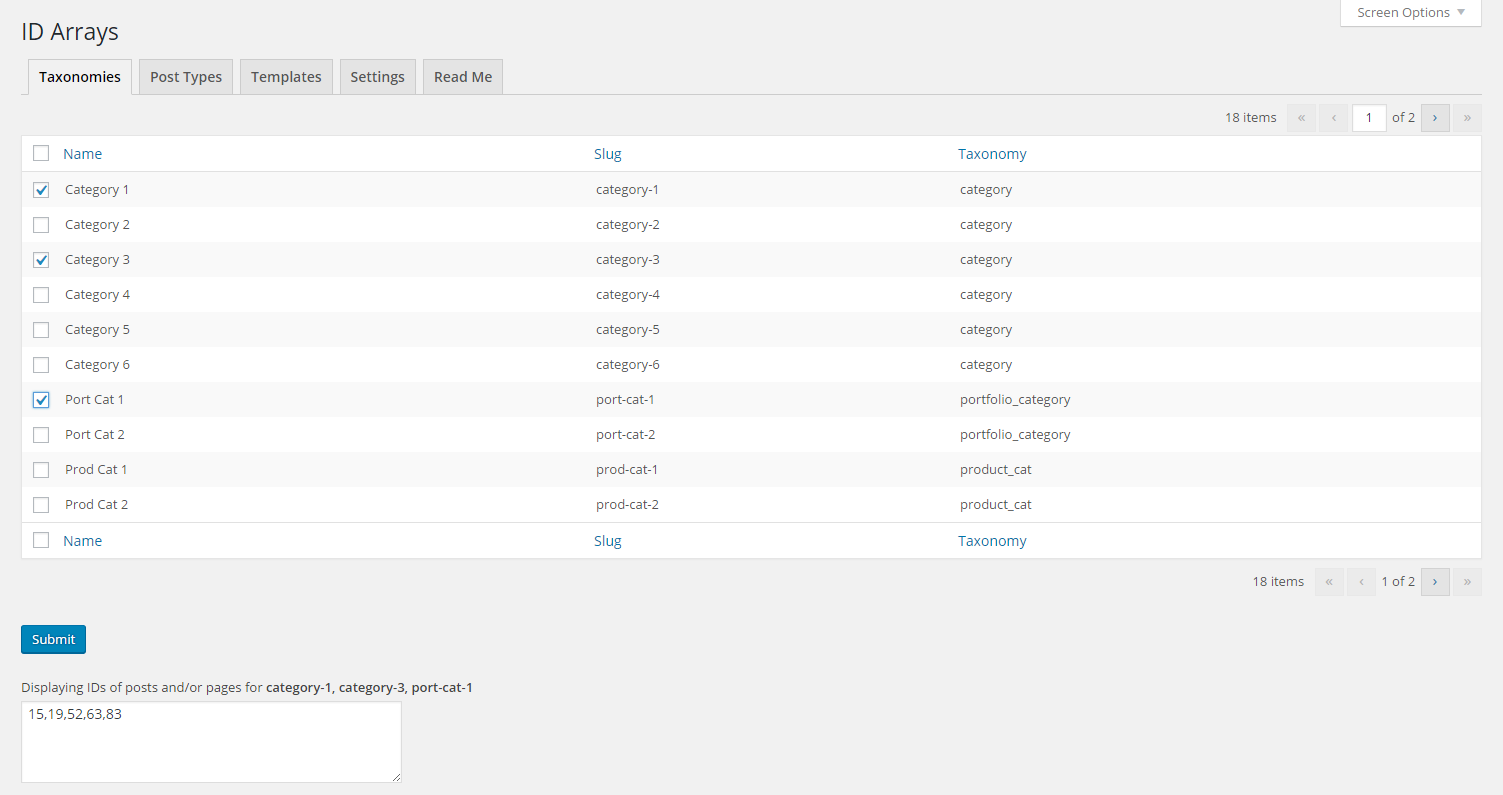 Screen Options
ID Arrays
Taxonomies Post Types Templates Settings Read Me
18 items « ‹ 1 of 2 › »
Name Slug Taxonomy
Category 1 category-1 category
Category 2 category-2 category
Category 3 category-3 category
Category 4 category-4 category
Category 5 category-5 category
Category 6 category-6 category
Port Cat 1 port-cat-1 portfolio_category
Port Cat 2 port-cat-2 portfolio_category
Prod Cat 1 prod-cat-1 product_cat
Prod Cat 2 prod-cat-2 product_cat
Name Slug Taxonomy
18 items « ‹ 1 of 2 › »
Submit
Displaying IDs of posts and/or pages for category-1, category-3, port-cat-1
15,19,52,63,83